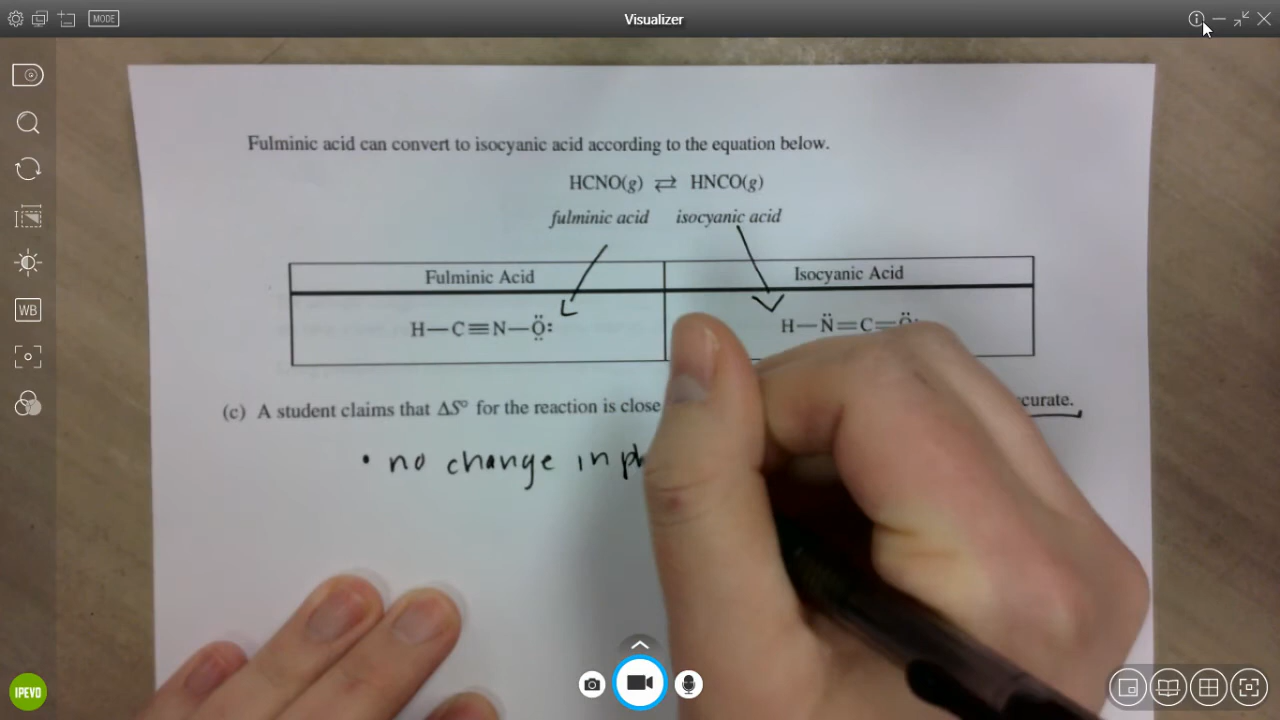 MODE
Visualizer
WB
Fulminic acid can convert to isocyanic acid according to the equation below.
HCNO(g) ⇄ HNCO(g)
fulminic acid isocyanic acid
Fulminic Acid Isocyanic Acid
H—C≡N—Ö: H—N̈=C=Ö:
(c) A student claims that ΔS° for the reaction is close curate.
• no change in ph
IPEVO